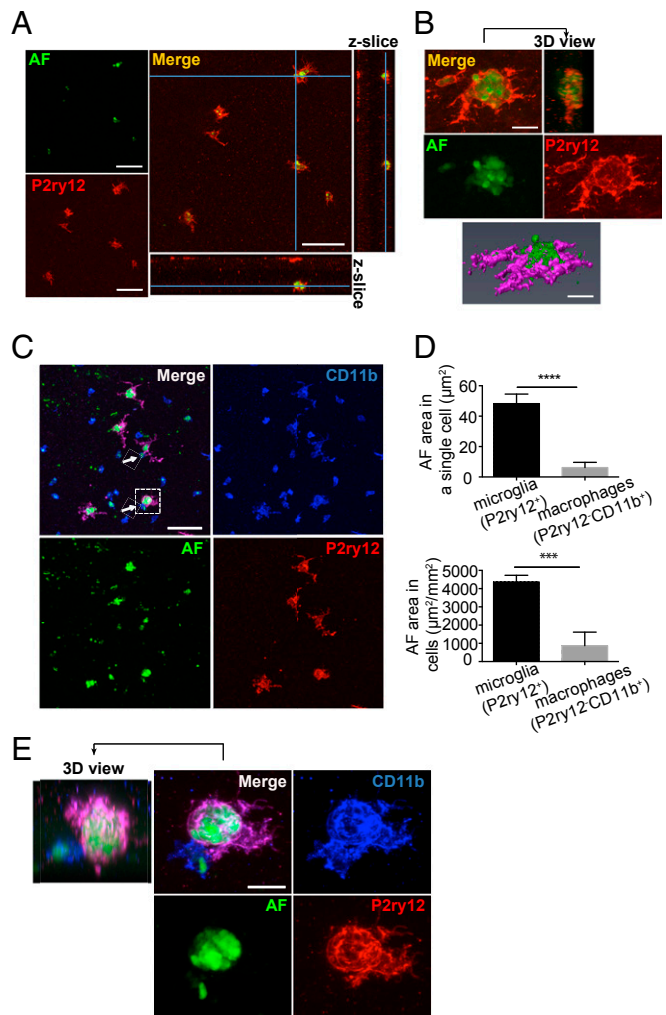 A
AF
P2ry12
Merge
z-slice
z-slice
B
3D view
Merge
AF
P2ry12
C
Merge
CD11b
AF
P2ry12
D
AF area in
a single cell (μm²)
60
40
20
0
****
microglia
(P2ry12⁺)
macrophages
(P2ry12⁻CD11b⁺)
AF area in
cells (μm²/mm²)
5000
4000
3000
2000
1000
0
***
microglia
(P2ry12⁺)
macrophages
(P2ry12⁻CD11b⁺)
E
3D view
Merge
CD11b
AF
P2ry12